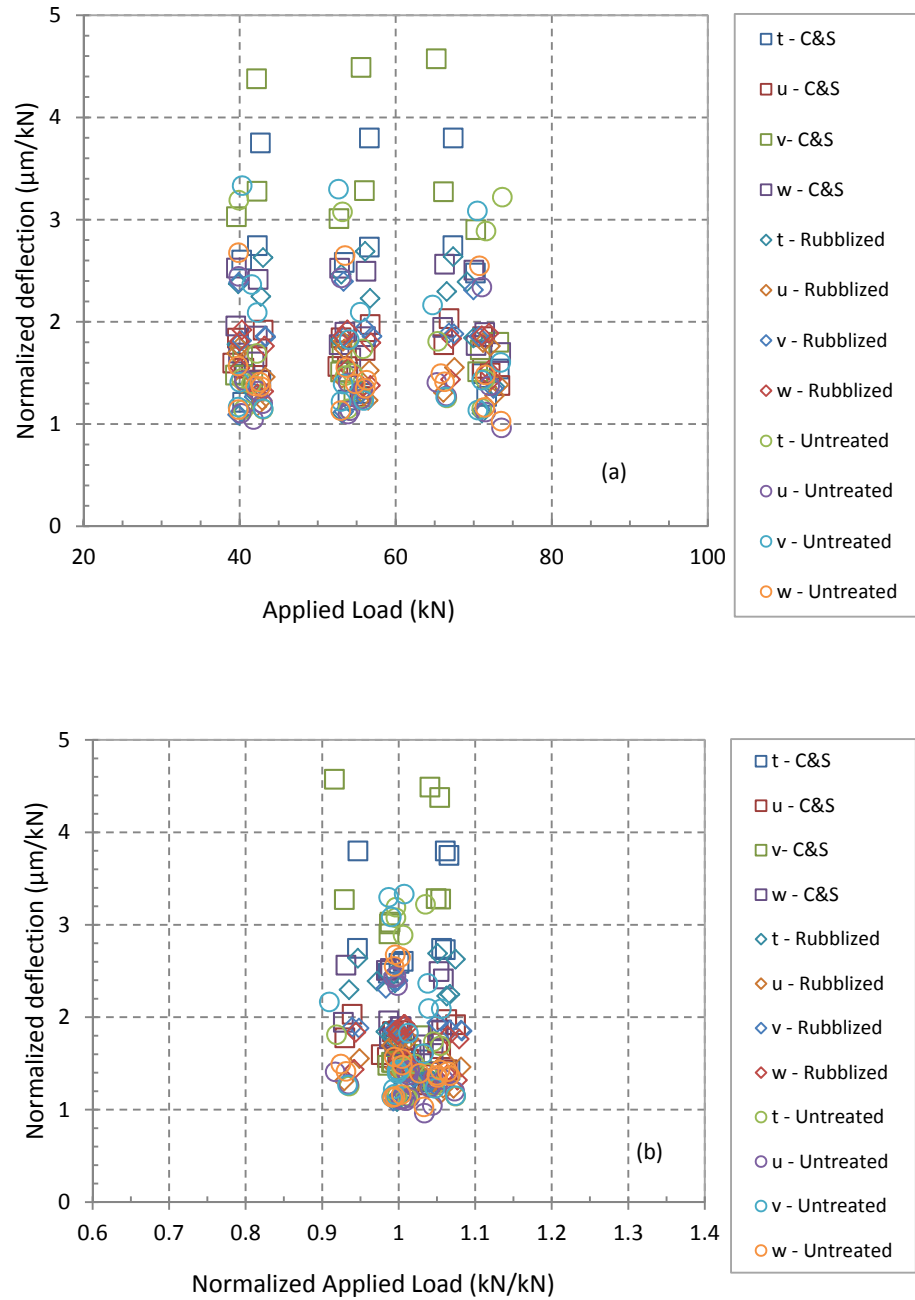 5
4
3
2
1
0
20
40
60
80
100
Normalized deflection (µm/kN)
Applied Load (kN)
(a)
t - C&S
u - C&S
v- C&S
w - C&S
t - Rubblized
u - Rubblized
v - Rubblized
w - Rubblized
t - Untreated
u - Untreated
v - Untreated
w - Untreated
5
4
3
2
1
0
0.6
0.7
0.8
0.9
1
1.1
1.2
1.3
1.4
Normalized deflection (µm/kN)
Normalized Applied Load (kN/kN)
(b)
t - C&S
u - C&S
v- C&S
w - C&S
t - Rubblized
u - Rubblized
v - Rubblized
w - Rubblized
t - Untreated
u - Untreated
v - Untreated
w - Untreated